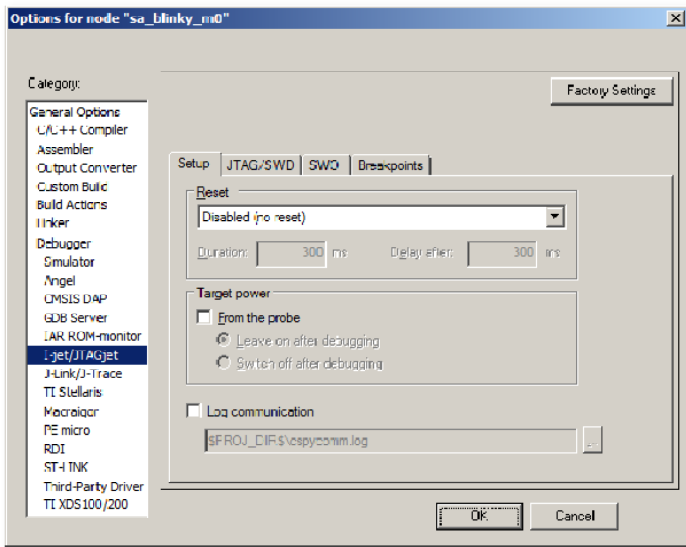 Options for node "sa_blinky_m0"
Category:
Factory Settings
General Options
C/C++ Compiler
Assembler
Output Converter
Custom Build
Build Actions
Linker
Debugger
Simulator
Angel
CMSIS DAP
GDB Server
IAR ROM-monitor
I-jet/JTAGjet
J-Link/J-Trace
TI Stellaris
Macraigor
PE micro
RDI
ST-LINK
Third-Party Driver
TI XDS100/200
Setup JTAG/SWD SWO Breakpoints
Reset
Disabled (no reset)
Duration: 300 ms Delay after: 300 ms
Target power
From the probe
Leave on after debugging
Switch off after debugging
Log communication
$PROJ_DIR$\cspycomm.log
...
OK Cancel